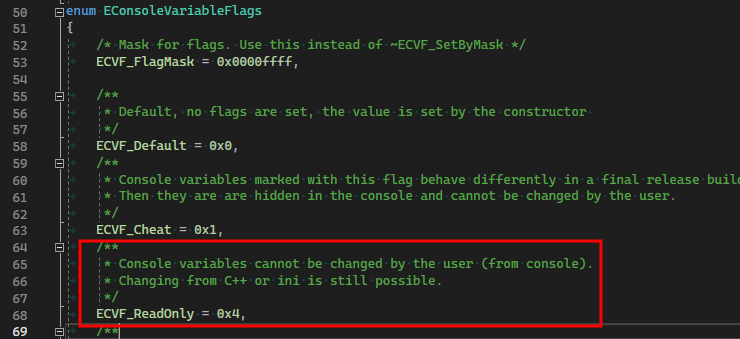 50 enum EConsoleVariableFlags
51 {
52 /* Mask for flags. Use this instead of ~ECVF_SetByMask */
53 ECVF_FlagMask = 0x0000ffff,
54
55 /**
56 * Default, no flags are set, the value is set by the constructor
57 */
58 ECVF_Default = 0x0,
59 /**
60 * Console variables marked with this flag behave differently in a final release buil
61 * Then they are are hidden in the console and cannot be changed by the user.
62 */
63 ECVF_Cheat = 0x1,
64 /**
65 * Console variables cannot be changed by the user (from console).
66 * Changing from C++ or ini is still possible.
67 */
68 ECVF_ReadOnly = 0x4,
69 /**